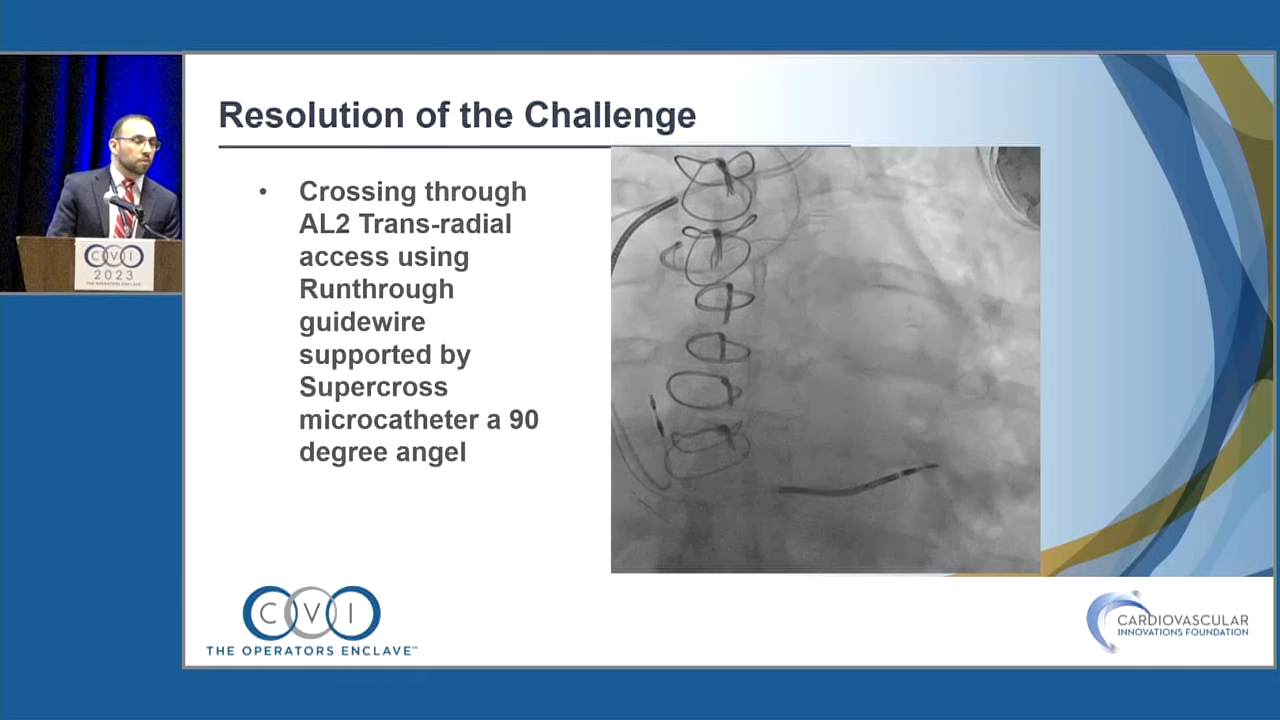 Resolution of the Challenge
• Crossing through
AL2 Trans-radial
access using
Runthrough
guidewire
supported by
Supercross
microcatheter a 90
degree angel
CVI
2023
THE OPERATORS ENCLAVE
CVI
THE OPERATORS ENCLAVE™
CARDIOVASCULAR
INNOVATIONS FOUNDATION